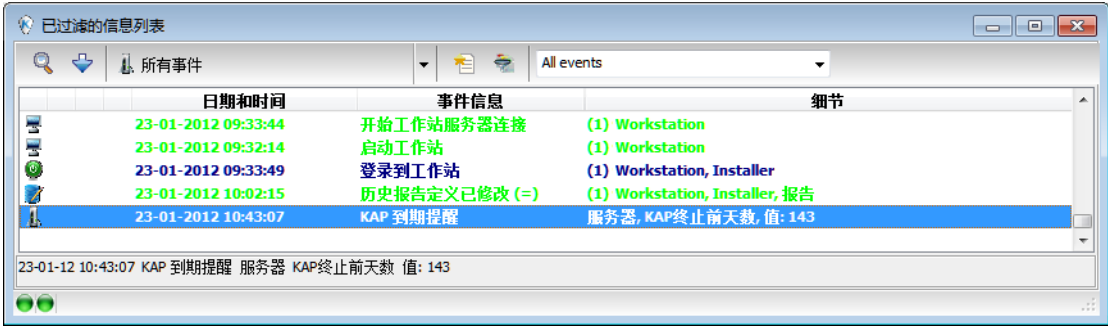 已过滤的信息列表
所有事件 All events
日期和时间 事件信息 细节
23-01-2012 09:33:44 开始工作站服务器连接 (1) Workstation
23-01-2012 09:32:14 启动工作站 (1) Workstation
23-01-2012 09:33:49 登录到工作站 (1) Workstation, Installer
23-01-2012 10:02:15 历史报告定义已修改 (=) (1) Workstation, Installer, 报告
23-01-2012 10:43:07 KAP 到期提醒 服务器, KAP终止前天数, 值: 143
23-01-12 10:43:07 KAP 到期提醒 服务器 KAP终止前天数 值: 143